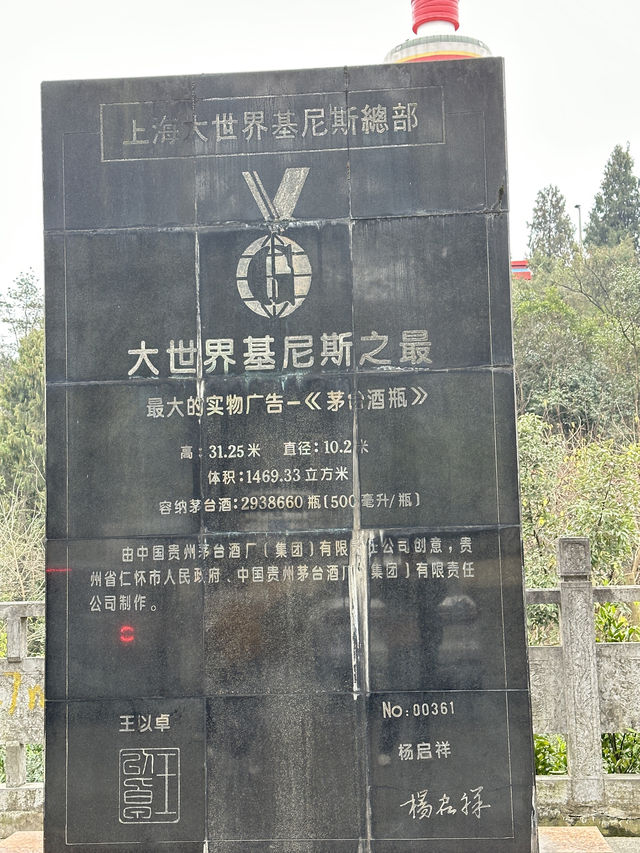 上海大世界基尼斯總部
大世界基尼斯之最
最大的实物广告–《茅台酒瓶》
高：31.25米 直径：10.2米
体积：1469.33立方米
容纳茅台酒：2938660瓶(500毫升/瓶)
由中国贵州茅台酒厂(集团)有限责任公司创意，贵
州省仁怀市人民政府、中国贵州茅台酒厂(集团)有限责任
公司制作。
王以卓
No:00361
杨启祥
楊启祥